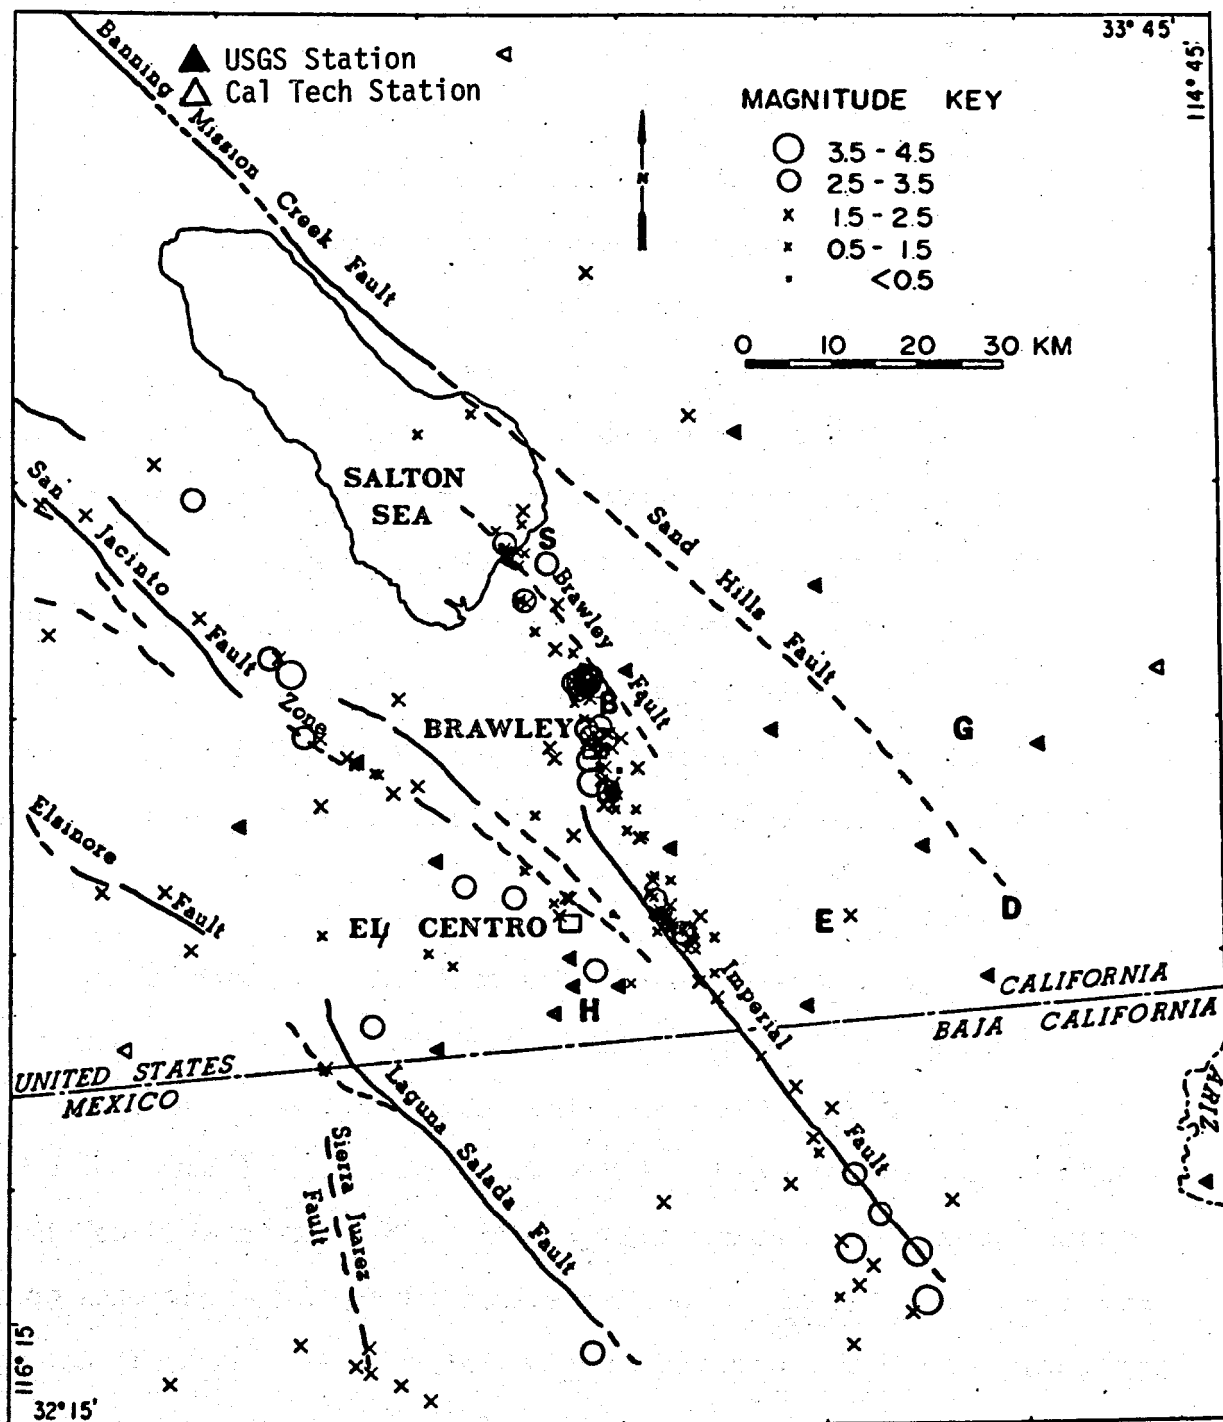 33° 45'
114° 45'
USGS Station
Cal Tech Station
MAGNITUDE KEY
3.5 - 4.5
2.5 - 3.5
1.5 - 2.5
0.5 - 1.5
<0.5
0 10 20 30 KM
Banning Mission Creek Fault
SALTON
SEA
San Jacinto Fault Zone
S
Brawley Fault
Sand Hills Fault
B
BRAWLEY
G
Elsinore Fault
EL CENTRO
E
D
H
Imperial Fault
CALIFORNIA
BAJA CALIFORNIA
UNITED STATES
MEXICO
ARIZ
Laguna Salada Fault
Sierra Juarez
Fault
116° 15'
32° 15'